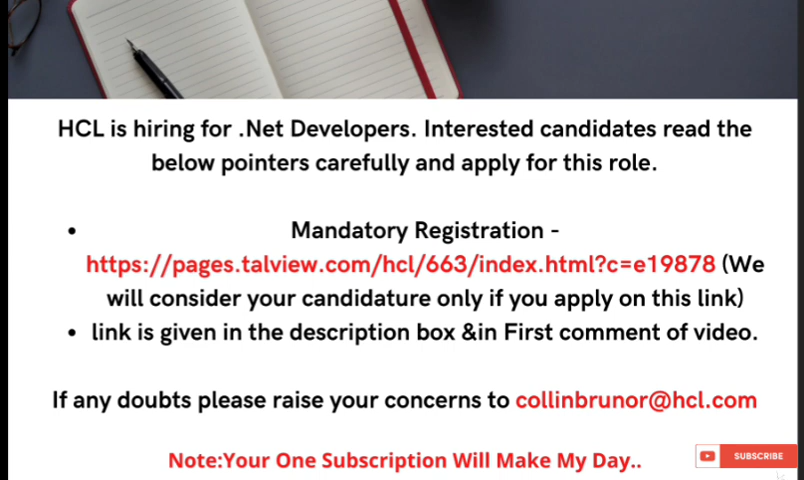 HCL is hiring for .Net Developers. Interested candidates read the
below pointers carefully and apply for this role.
• Mandatory Registration -
https://pages.talview.com/hcl/663/index.html?c=e19878 (We
will consider your candidature only if you apply on this link)
• link is given in the description box &in First comment of video.
If any doubts please raise your concerns to collinbrunor@hcl.com
Note:Your One Subscription Will Make My Day..
SUBSCRIBE